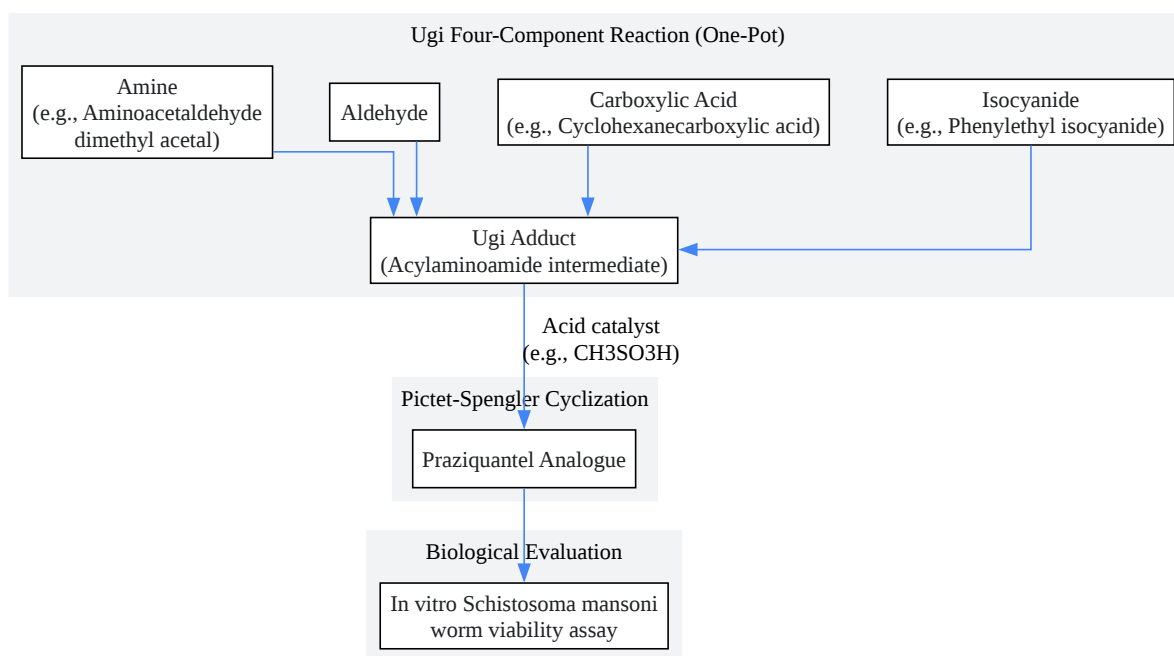 Ugi Four-Component Reaction (One-Pot)
Amine
(e.g., Aminoacetaldehyde
dimethyl acetal)
Aldehyde
Carboxylic Acid
(e.g., Cyclohexanecarboxylic acid)
Isocyanide
(e.g., Phenylethyl isocyanide)
Ugi Adduct
(Acylaminoamide intermediate)
Acid catalyst
(e.g., CH3SO3H)
Pictet-Spengler Cyclization
Praziquantel Analogue
Biological Evaluation
In vitro Schistosoma mansoni
worm viability assay